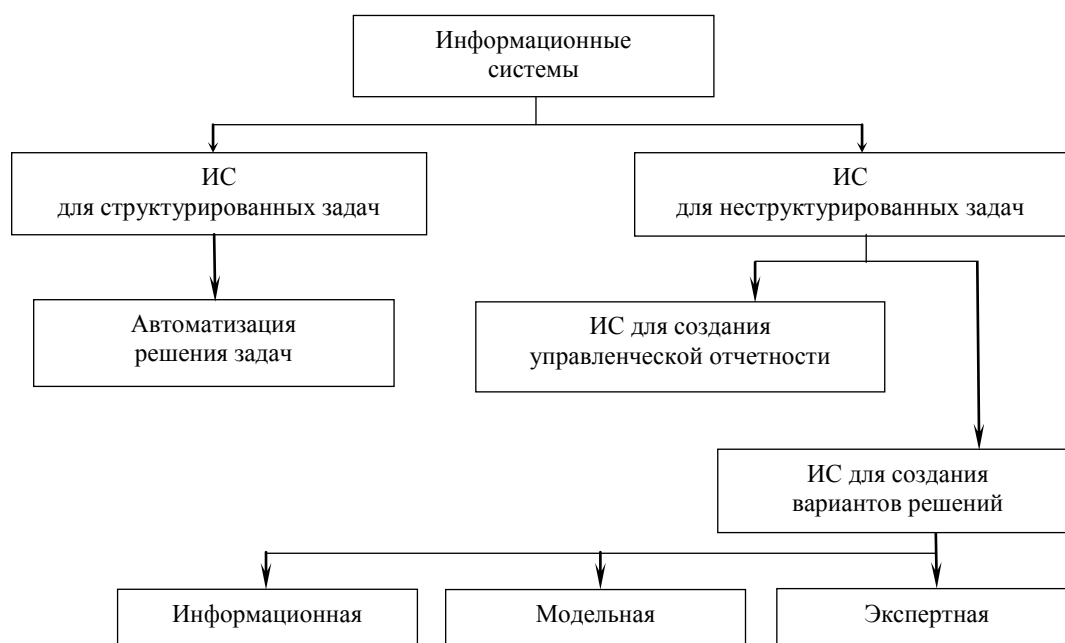 Информационные
системы
ИС
для структурированных задач
ИС
для неструктурированных задач
Автоматизация
решения задач
ИС для создания
управленческой отчетности
ИС для создания
вариантов решений
Информационная
Модельная
Экспертная